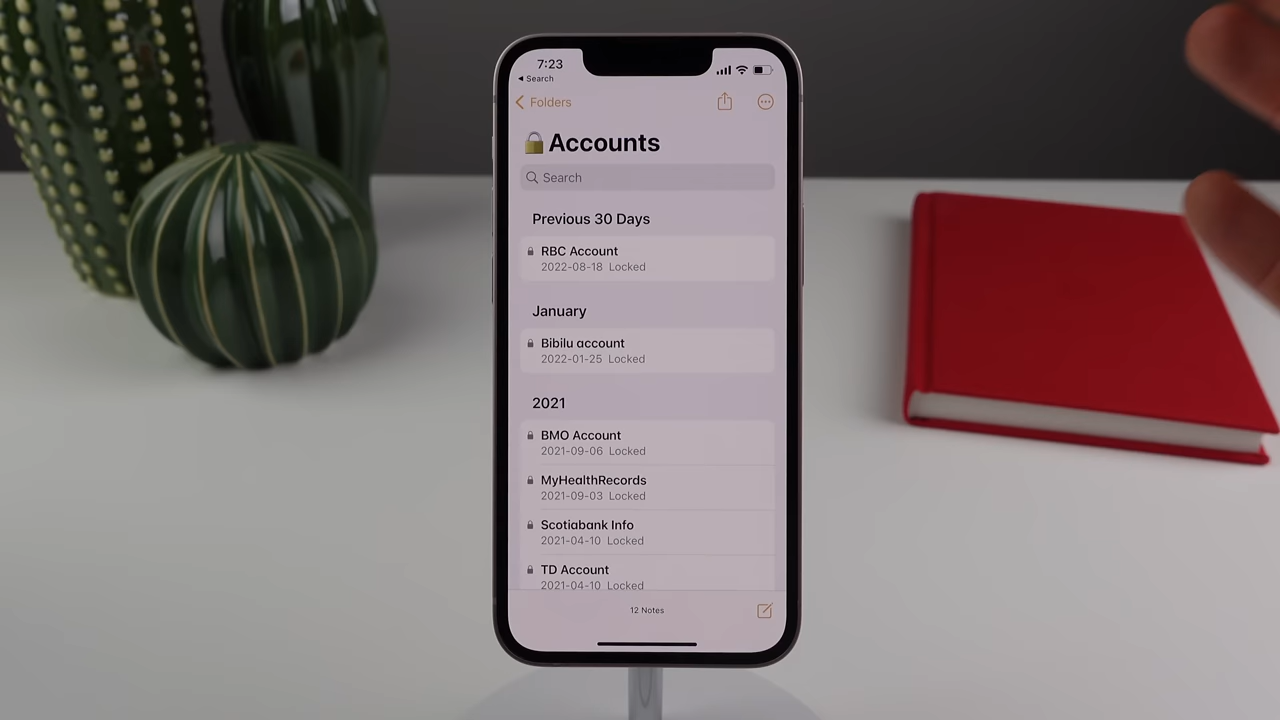 7:23
Search
Folders
🔒 Accounts
Search
Previous 30 Days
RBC Account
2022-08-18 Locked
January
Bibilu account
2022-01-25 Locked
2021
BMO Account
2021-09-06 Locked
MyHealthRecords
2021-09-03 Locked
Scotiabank Info
2021-04-10 Locked
TD Account
2021-04-10 Locked
12 Notes